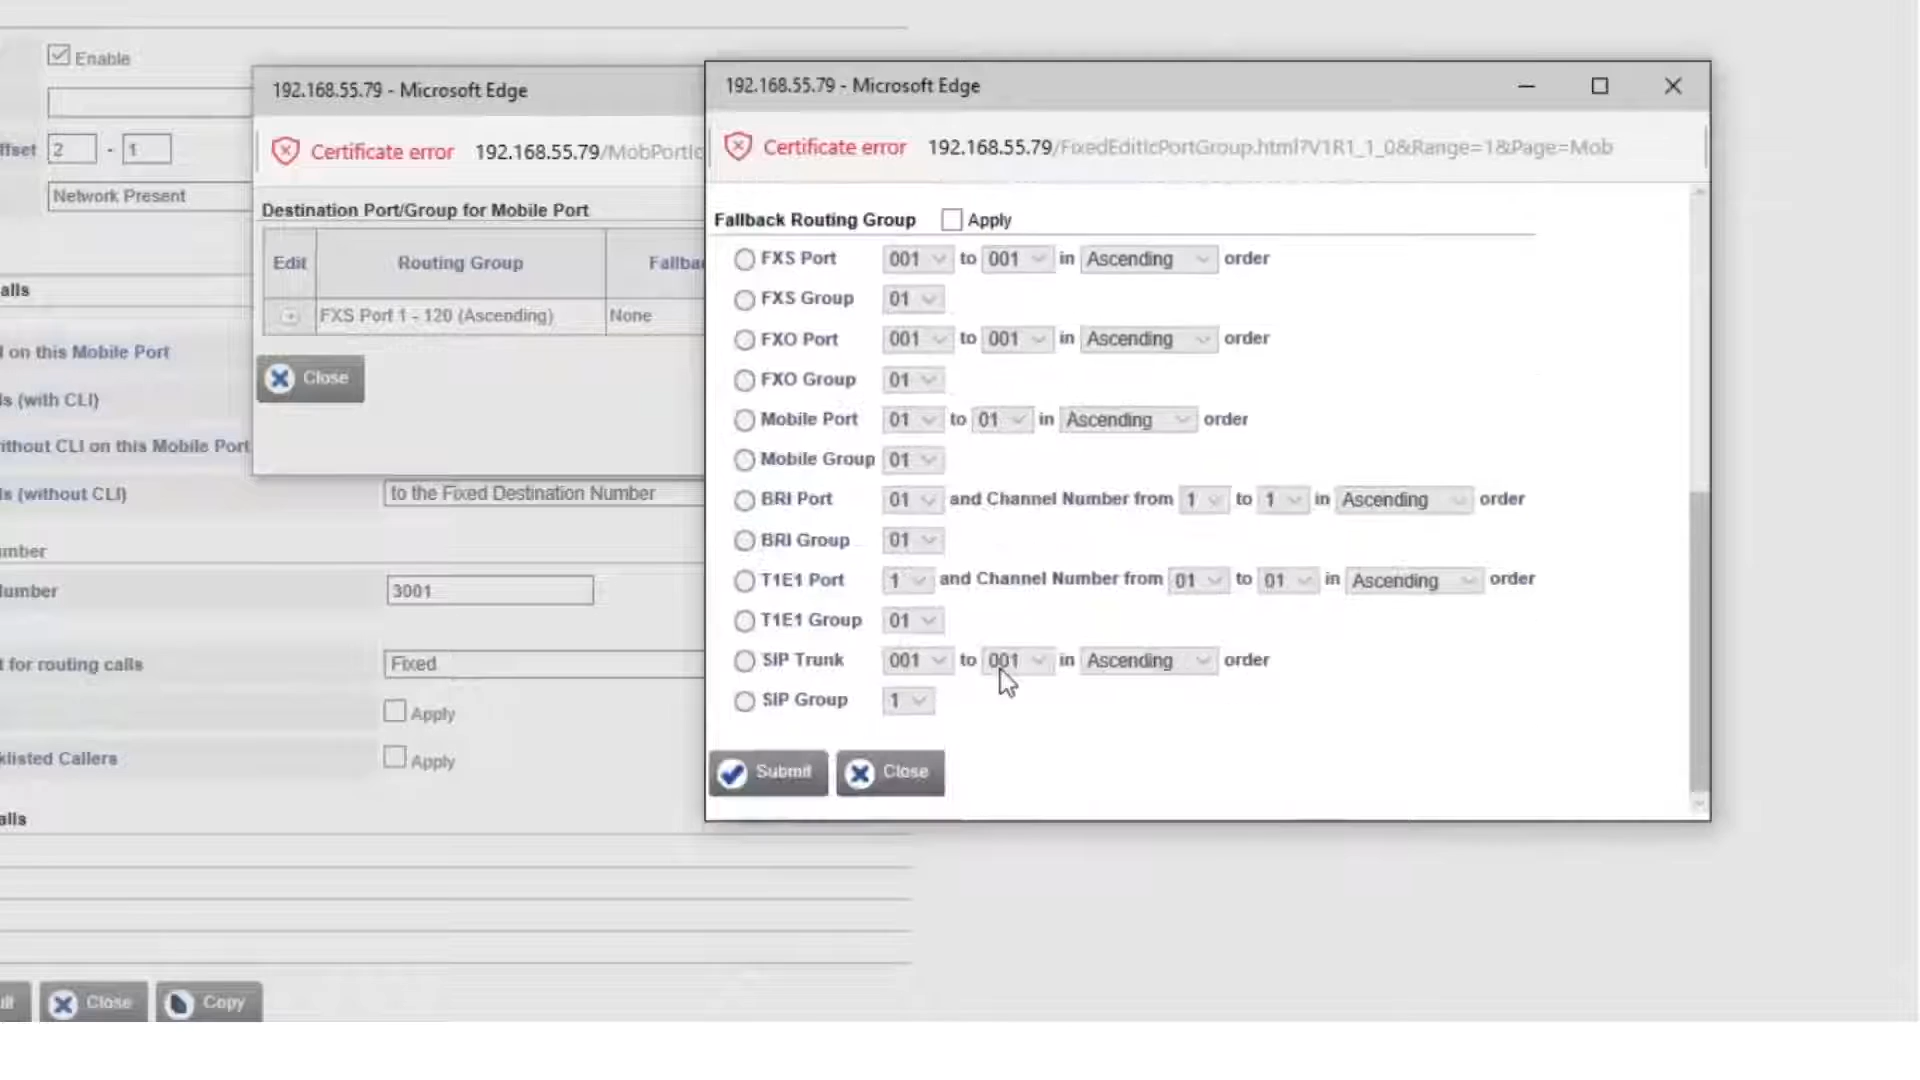 Enable
ffset 2 - 1
Network Present
alls
on this Mobile Port
s (with CLI)
ithout CLI on this Mobile Port
s (without CLI)
to the Fixed Destination Number
umber
umber
3001
t for routing calls
Fixed
Apply
klisted Callers
Apply
alls
Close
Copy
192.168.55.79 - Microsoft Edge
Certificate error 192.168.55.79/MobPortIc
Destination Port/Group for Mobile Port
Edit Routing Group Fallba
FXS Port 1 - 120 (Ascending) None
Close
192.168.55.79 - Microsoft Edge
Certificate error 192.168.55.79/FixedEditIcPortGroup.html?V1R1_1_0&Range=1&Page=Mob
Fallback Routing Group Apply
FXS Port 001 to 001 in Ascending order
FXS Group 01
FXO Port 001 to 001 in Ascending order
FXO Group 01
Mobile Port 01 to 01 in Ascending order
Mobile Group 01
BRI Port 01 and Channel Number from 1 to 1 in Ascending order
BRI Group 01
T1E1 Port 1 and Channel Number from 01 to 01 in Ascending order
T1E1 Group 01
SIP Trunk 001 to 001 in Ascending order
SIP Group 1
Submit Close